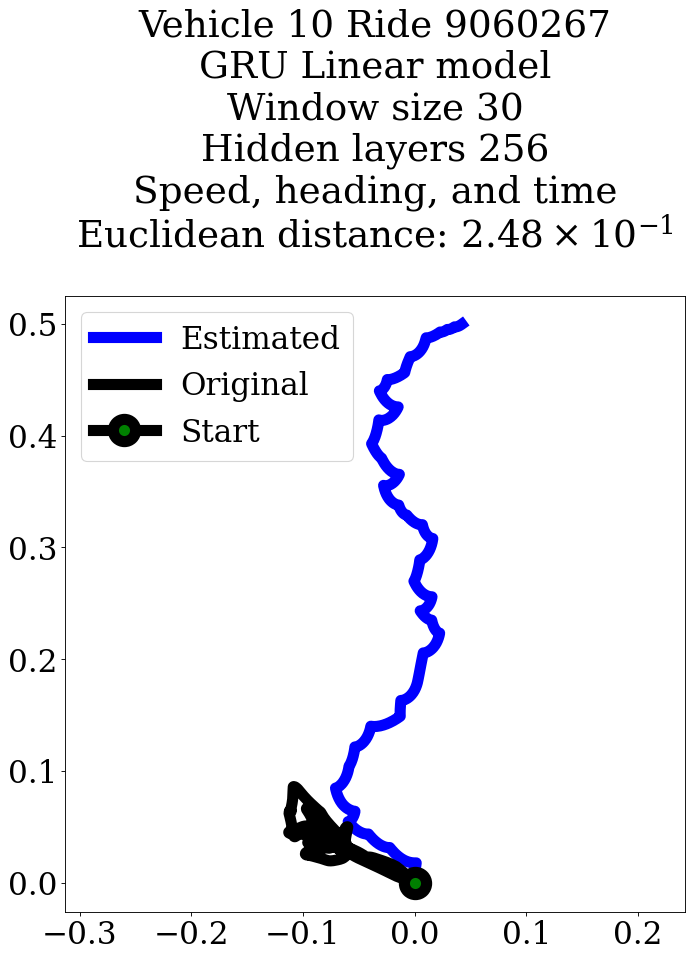 Vehicle 10 Ride 9060267
GRU Linear model
Window size 30
Hidden layers 256
Speed, heading, and time
Euclidean distance: 2.48 × 10⁻¹
Estimated
Original
Start
0.5
0.4
0.3
0.2
0.1
0.0
−0.3 −0.2 −0.1 0.0 0.1 0.2